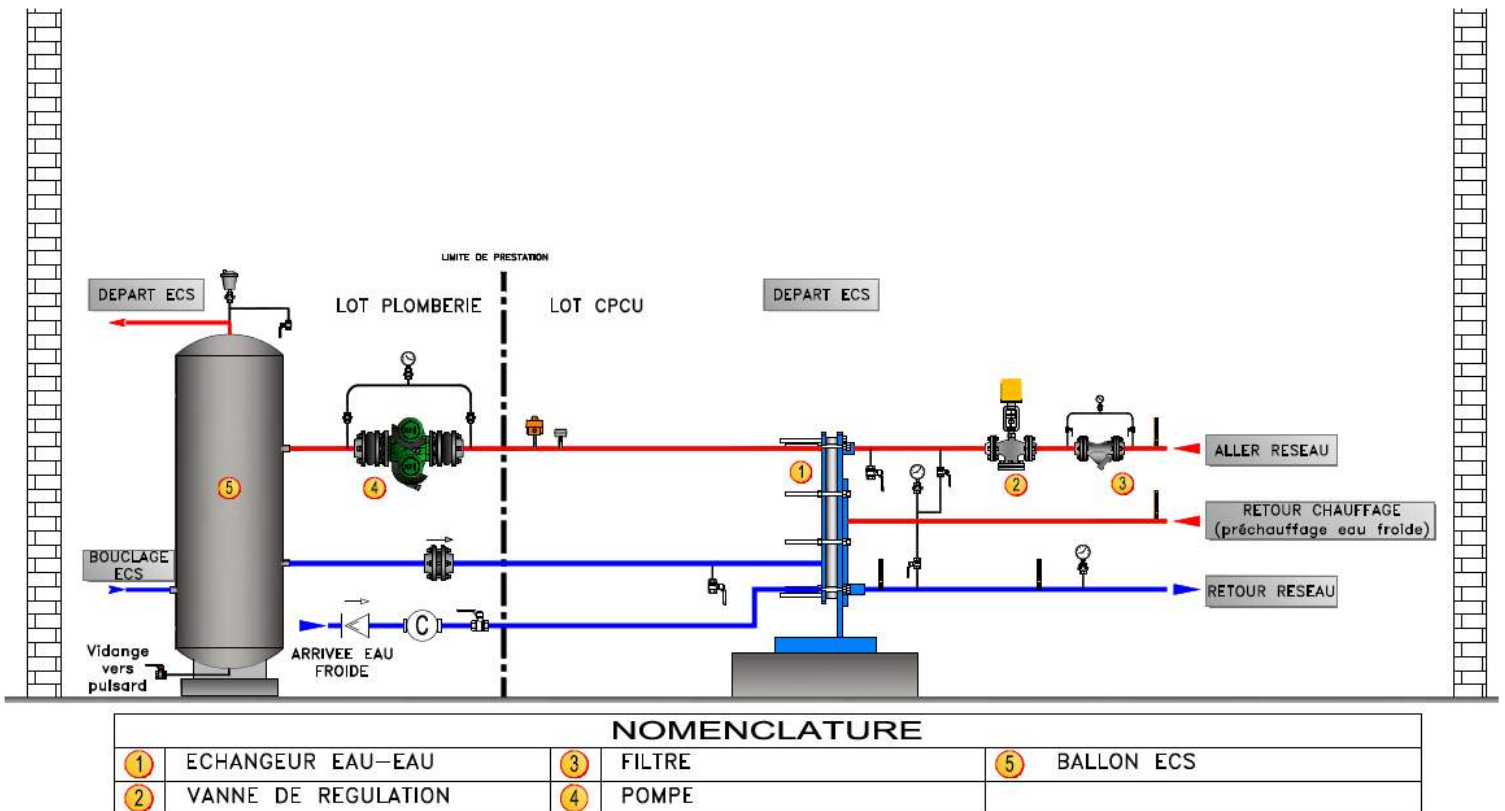 LIMITE DE PRESTATION
DEPART ECS
LOT PLOMBERIE
LOT CPCU
DEPART ECS
ALLER RESEAU
1
2
3
4
5
RETOUR CHAUFFAGE
(préchauffage eau froide)
BOUCLAGE
ECS
RETOUR RESEAU
C
ARRIVEE EAU
FROIDE
Vidange
vers
pulsard
NOMENCLATURE
1 ECHANGEUR EAU-EAU
3 FILTRE
5 BALLON ECS
2 VANNE DE REGULATION
4 POMPE